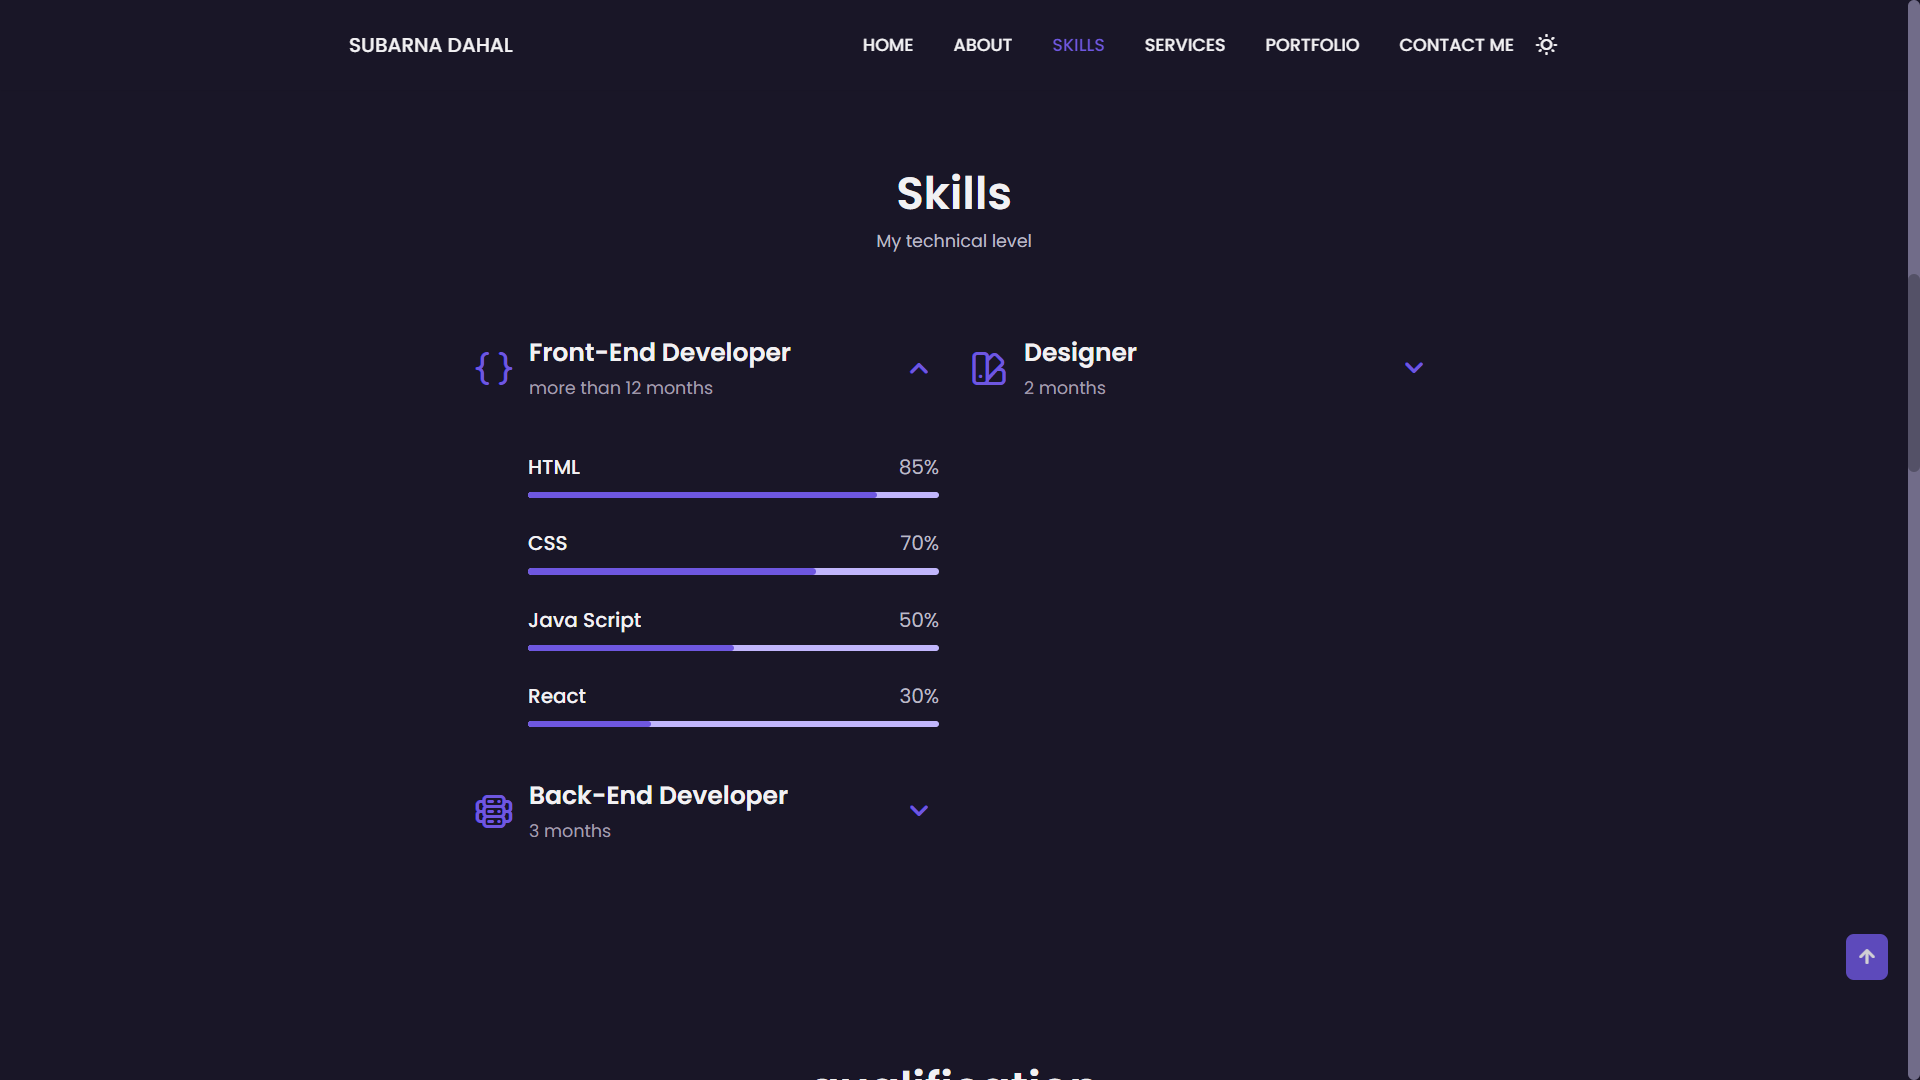 SUBARNA DAHAL
HOME ABOUT SKILLS SERVICES PORTFOLIO CONTACT ME
Skills
My technical level
Front-End Developer
more than 12 months
HTML 85%
CSS 70%
Java Script 50%
React 30%
Back-End Developer
3 months
Designer
2 months
qualification